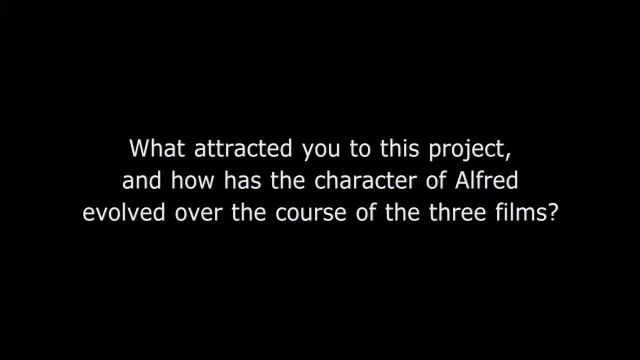 What attracted you to this project,
and how has the character of Alfred
evolved over the course of the three films?